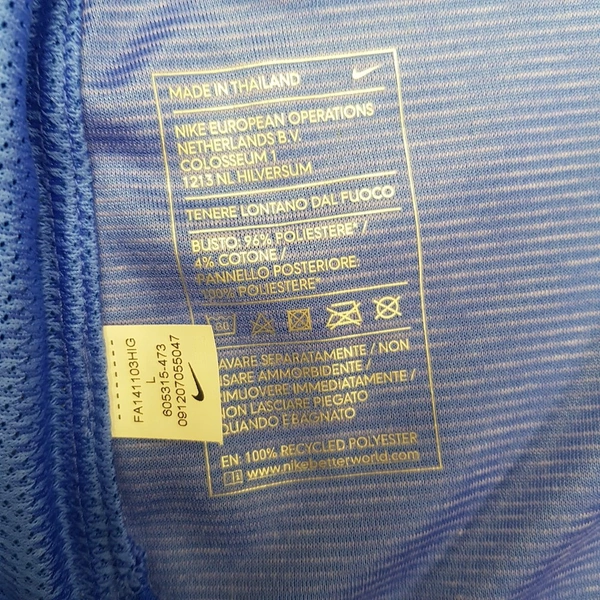 MADE IN THAILAND
NIKE EUROPEAN OPERATIONS
NETHERLANDS B.V.
COLOSSEUM 1
1213 NL HILVERSUM
TENERE LONTANO DAL FUOCO
BUSTO: 96% POLIESTERE*/
4% COTONE/
PANNELLO POSTERIORE:
100% POLIESTERE*
30
AVARE SEPARATAMENTE / NON
USARE AMMORBIDENTE /
RIMUOVERE IMMEDIATAMENTE /
NON LASCIARE PIEGATO
QUANDO E BAGNATO
EN: 100% RECYCLED POLYESTER
www.nikebetterworld.com
FA141103HIG
L
605315-473
091207055047